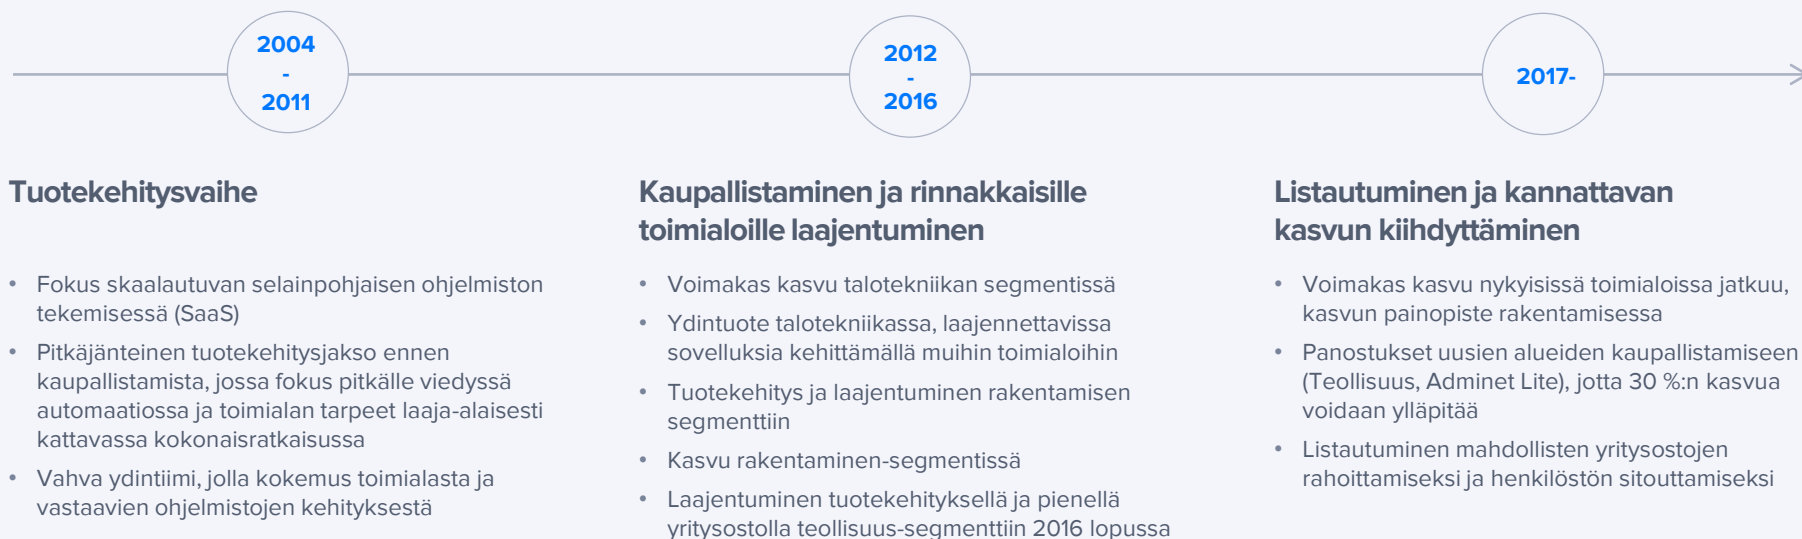 2004
-
2011
Tuotekehitysvaihe
• Fokus skaalautuvan selainpohjaisen ohjelmiston
tekemisessä (SaaS)
• Pitkäjänteinen tuotekehitysjakso ennen
kaupallistamista, jossa fokus pitkälle viedyssä
automaatiossa ja toimialan tarpeet laaja-alaisesti
kattavassa kokonaisratkaisussa
• Vahva ydintiimi, jolla kokemus toimialasta ja
vastaavien ohjelmistojen kehityksestä
2012
-
2016
Kaupallistaminen ja rinnakkaisille
toimialoille laajentuminen
• Voimakas kasvu talotekniikan segmentissä
• Ydintuote talotekniikassa, laajennettavissa
sovelluksia kehittämällä muihin toimialoihin
• Tuotekehitys ja laajentuminen rakentamisen
segmenttiin
• Kasvu rakentaminen-segmentissä
• Laajentuminen tuotekehityksellä ja pienellä
yritysostolla teollisuus-segmenttiin 2016 lopussa
2017-
Listautuminen ja kannattavan
kasvun kiihdyttäminen
• Voimakas kasvu nykyisissä toimialoissa jatkuu,
kasvun painopiste rakentamisessa
• Panostukset uusien alueiden kaupallistamiseen
(Teollisuus, Adminet Lite), jotta 30 %:n kasvua
voidaan ylläpitää
• Listautuminen mahdollisten yritysostojen
rahoittamiseksi ja henkilöstön sitouttamiseksi